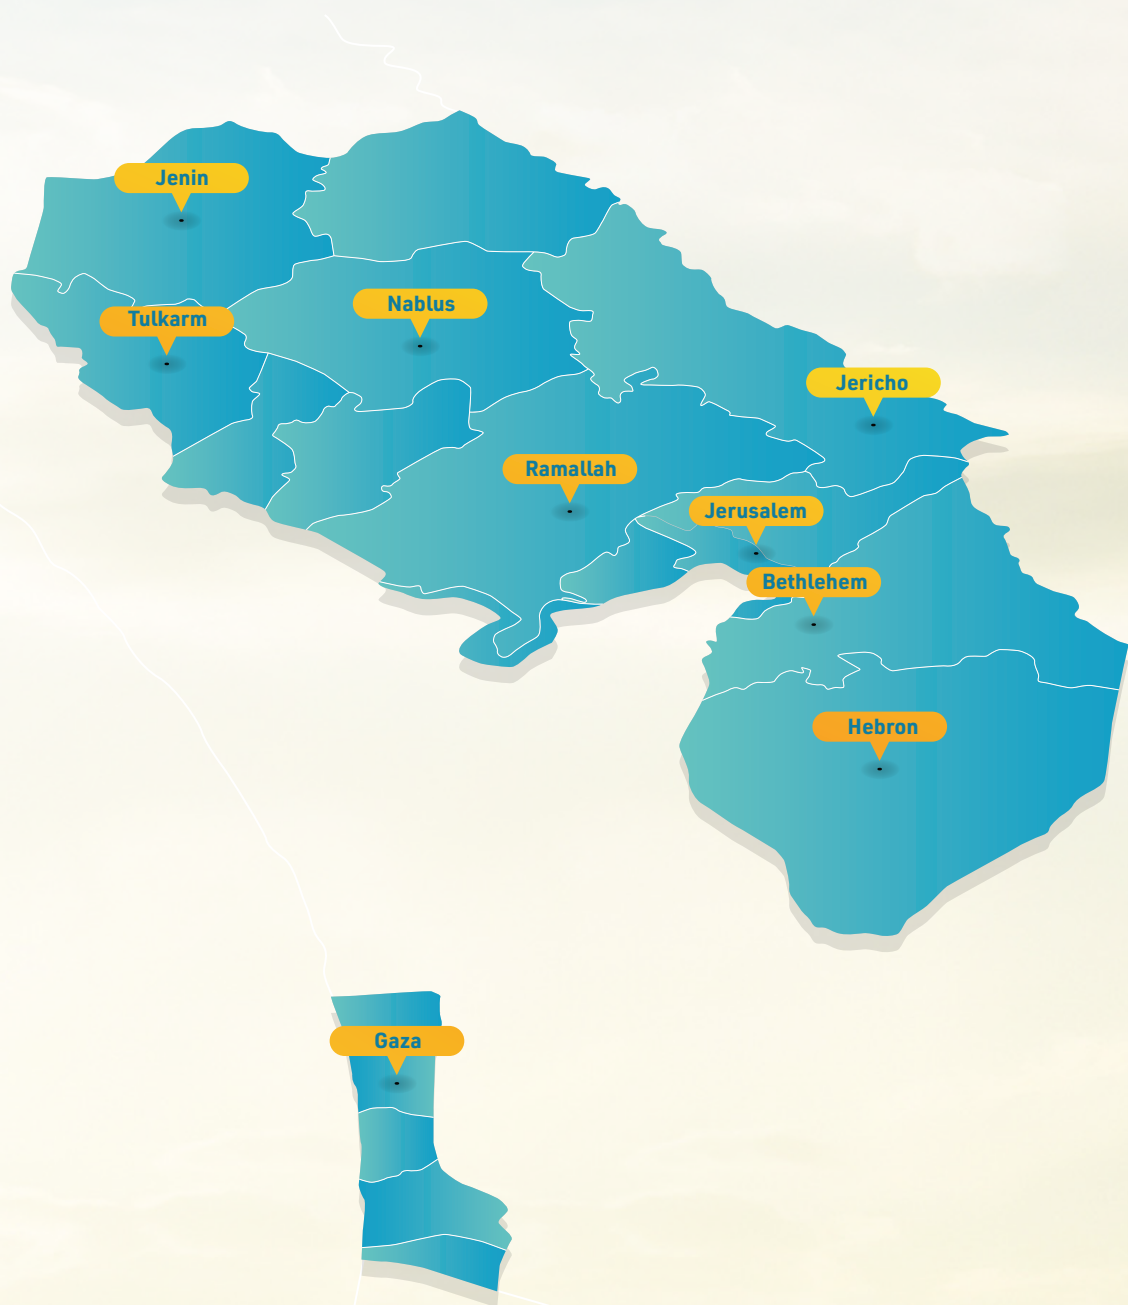 Jenin
Nablus
Tulkarm
Jericho
Ramallah
Jerusalem
Bethlehem
Hebron
Gaza